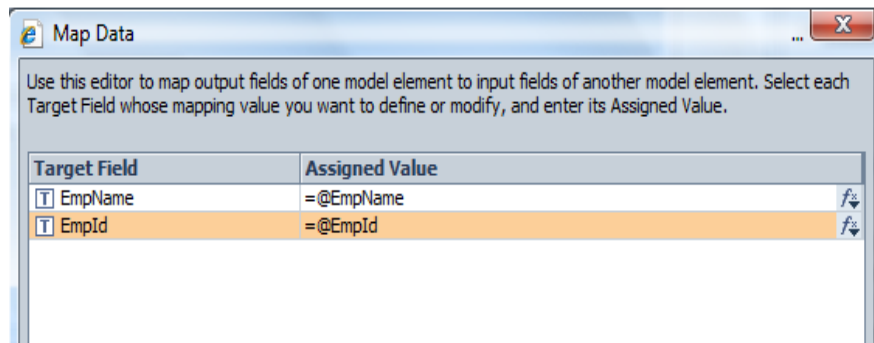 Map Data
...
X
Use this editor to map output fields of one model element to input fields of another model element. Select each
Target Field whose mapping value you want to define or modify, and enter its Assigned Value.
Target Field Assigned Value
T EmpName =@EmpName fx
T EmpId =@EmpId fx